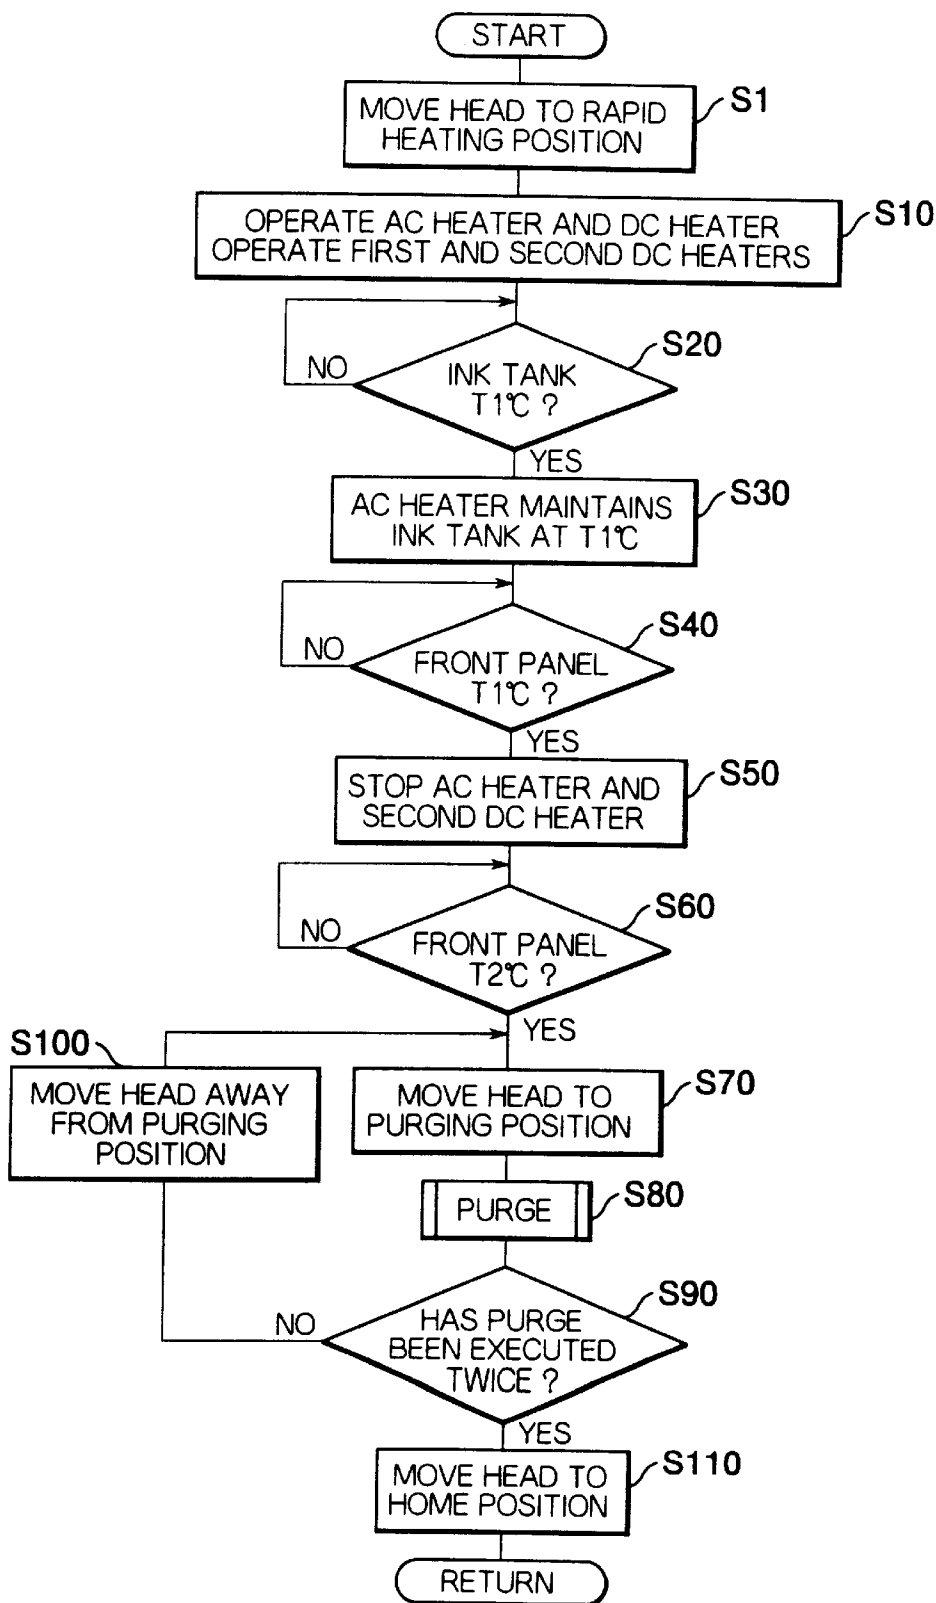 START
MOVE HEAD TO RAPID
HEATING POSITION
S1
OPERATE AC HEATER AND DC HEATER
OPERATE FIRST AND SECOND DC HEATERS
S10
S20
NO
INK TANK
T1℃ ?
YES
AC HEATER MAINTAINS
INK TANK AT T1℃
S30
S40
NO
FRONT PANEL
T1℃ ?
YES
STOP AC HEATER AND
SECOND DC HEATER
S50
S60
NO
FRONT PANEL
T2℃ ?
YES
S100
MOVE HEAD AWAY
FROM PURGING
POSITION
MOVE HEAD TO
PURGING POSITION
S70
PURGE
S80
S90
NO
HAS PURGE
BEEN EXECUTED
TWICE ?
YES
MOVE HEAD TO
HOME POSITION
S110
RETURN